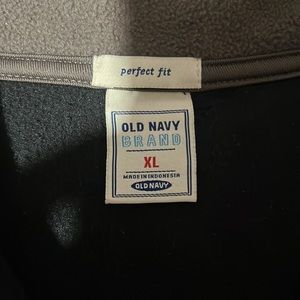 perfect fit
OLD NAVY
BRAND
XL
MADE IN INDONESIA
OLD NAVY